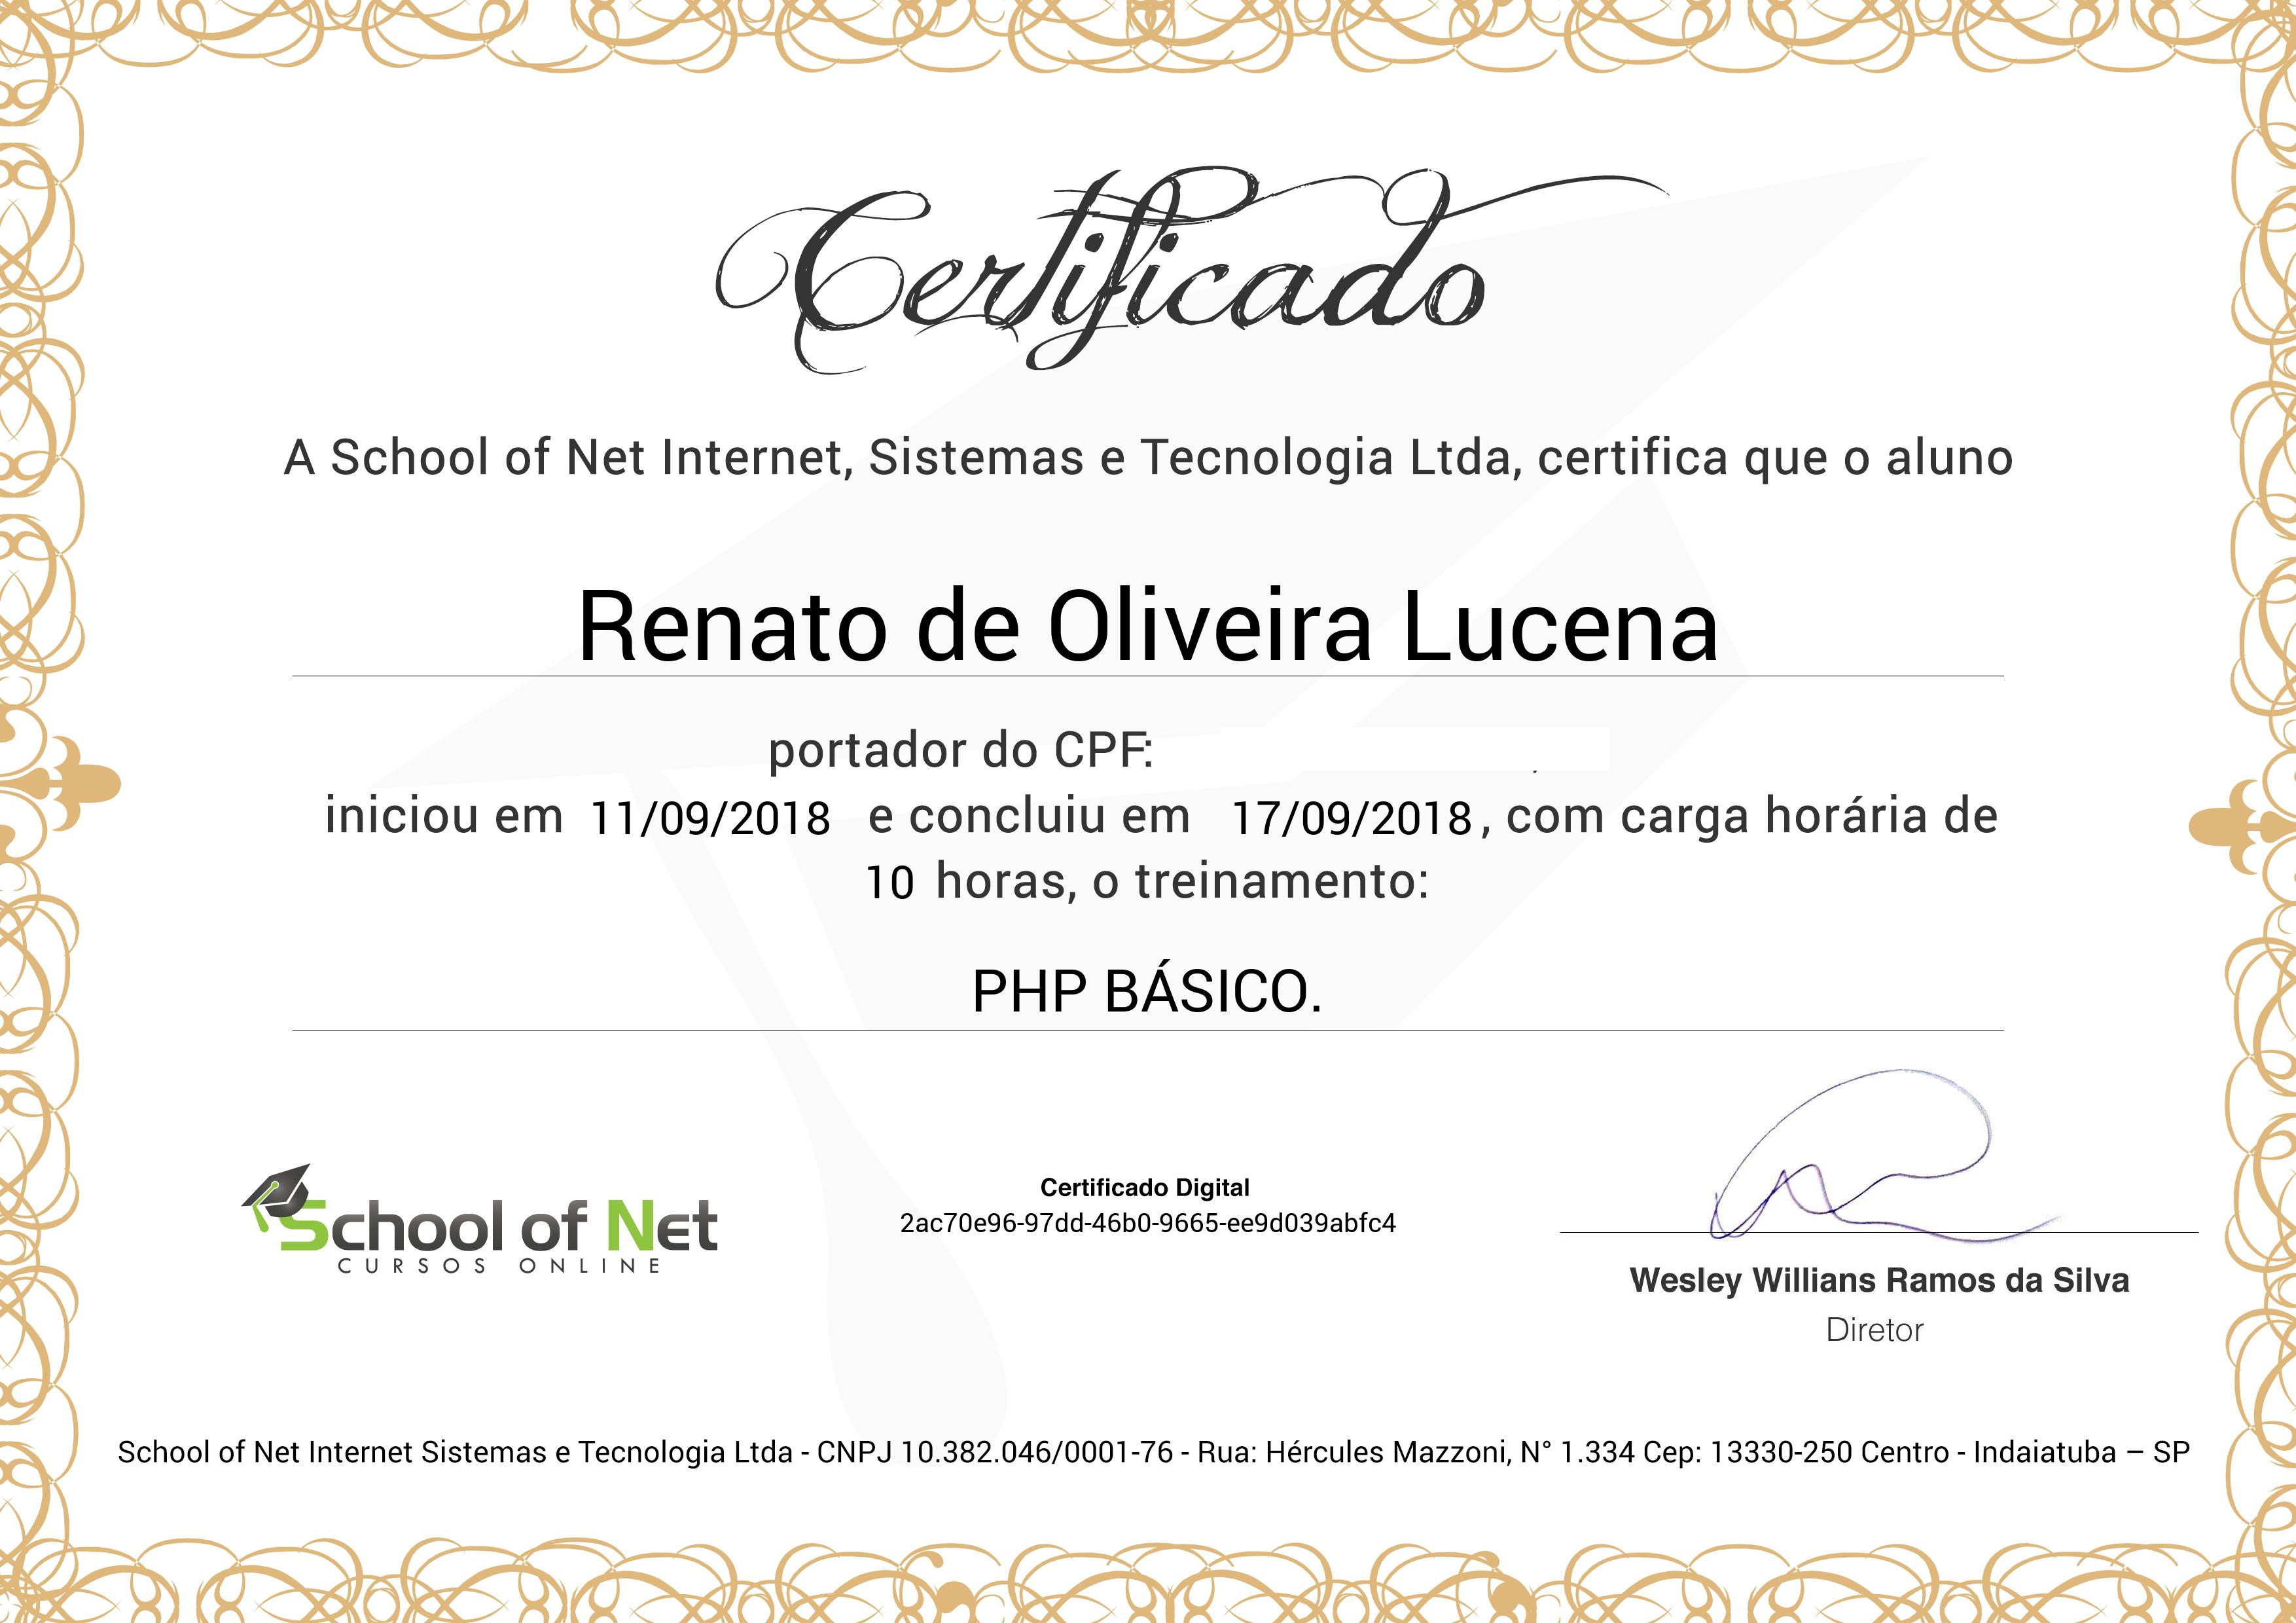 Certificado
A School of Net Internet, Sistemas e Tecnologia Ltda, certifica que o aluno
Renato de Oliveira Lucena
portador do CPF:
,
iniciou em 11/09/2018 e concluiu em 17/09/2018, com carga horária de
10 horas, o treinamento:
PHP BÁSICO.
School of Net
CURSOS ONLINE
Certificado Digital
2ac70e96-97dd-46b0-9665-ee9d039abfc4
Wesley Willians Ramos da Silva
Diretor
School of Net Internet Sistemas e Tecnologia Ltda - CNPJ 10.382.046/0001-76 - Rua: Hércules Mazzoni, N° 1.334 Cep: 13330-250 Centro - Indaiatuba – SP